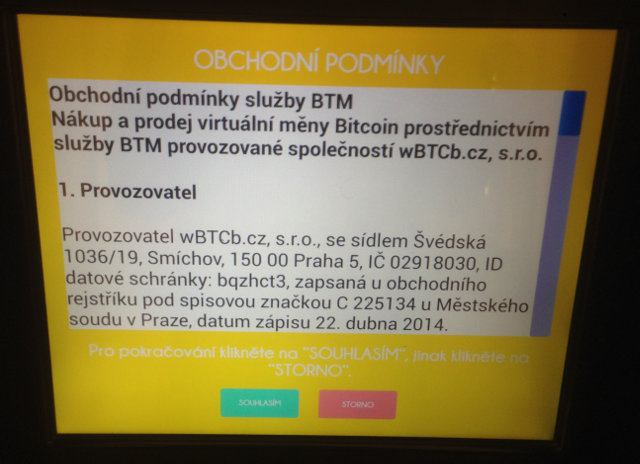 OBCHODNÍ PODMÍNKY
Obchodní podmínky služby BTM
Nákup a prodej virtuální měny Bitcoin prostřednictvím
služby BTM provozované společností wBTCb.cz, s.r.o.
1. Provozovatel
Provozovatel wBTCb.cz, s.r.o., se sídlem Švédská
1036/19, Smíchov, 150 00 Praha 5, IČ 02918030, ID
datové schránky: bqzhct3, zapsaná u obchodního
rejstříku pod spisovou značkou C 225134 u Městského
soudu v Praze, datum zápisu 22. dubna 2014.
Pro pokračování klikněte na "SOUHLASÍM", jinak klikněte na
"STORNO".
SOUHLASÍM
STORNO